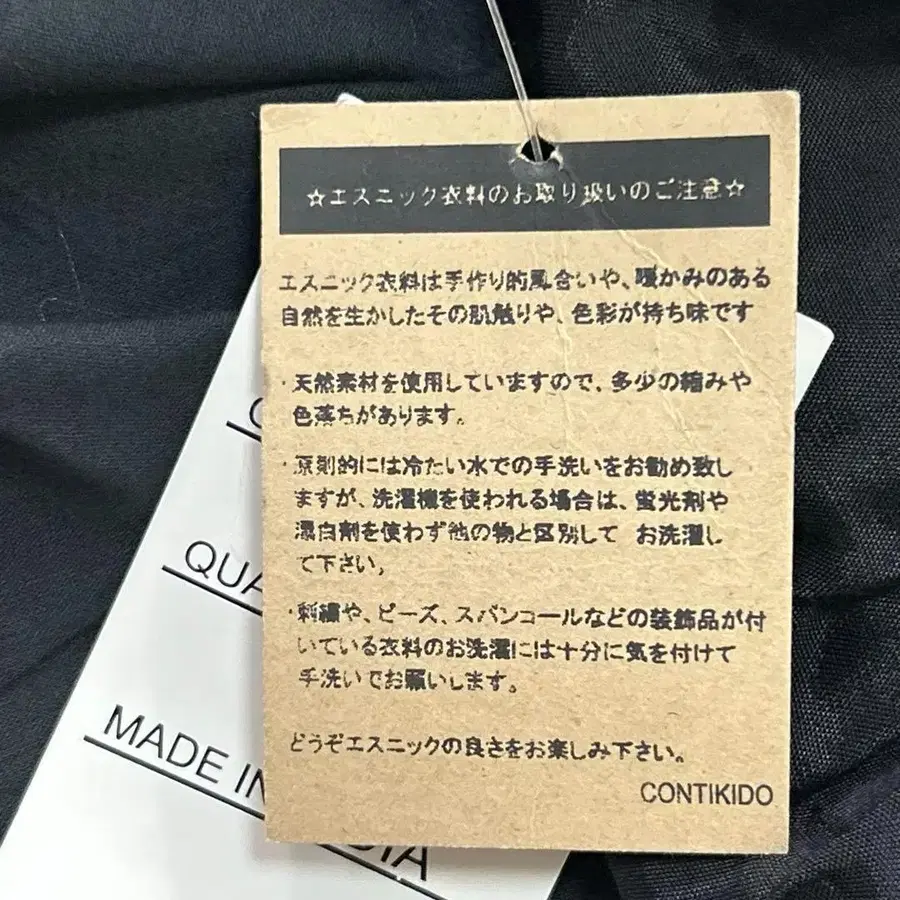 ☆エスニック衣料のお取り扱いのご注意☆
エスニック衣料は手作り的風合いや、暖かみのある
自然を生かしたその肌触りや、色彩が持ち味です
・天然素材を使用していますので、多少の縮みや
色落ちがあります。
・原則的には冷たい水での手洗いをお勧め致し
ますが、洗濯機を使われる場合は、蛍光剤や
漂白剤を使わず他の物と区別して お洗濯し
て下さい。
・刺繍や、ビーズ、スパンコールなどの装飾品が付
いている衣料のお洗濯には十分に気を付けて
手洗いでお願いします。
どうぞエスニックの良さをお楽しみ下さい。
CONTIKIDO
QUA
MADE IN